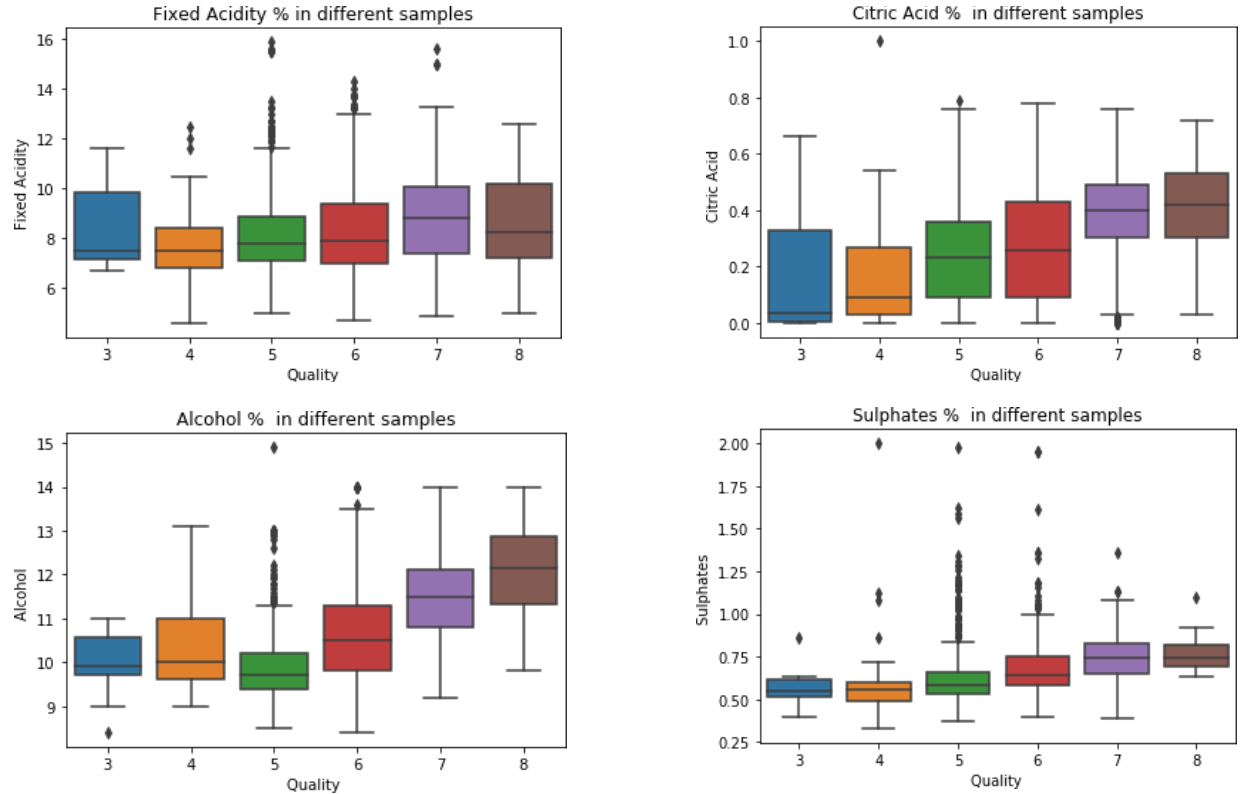 Fixed Acidity % in different samples
16
14
12
10
8
6
Fixed Acidity
3 4 5 6 7 8
Quality
Citric Acid %  in different samples
1.0
0.8
0.6
0.4
0.2
0.0
Citric Acid
3 4 5 6 7 8
Quality
Alcohol %  in different samples
15
14
13
12
11
10
9
Alcohol
3 4 5 6 7 8
Quality
Sulphates %  in different samples
2.00
1.75
1.50
1.25
1.00
0.75
0.50
0.25
Sulphates
3 4 5 6 7 8
Quality